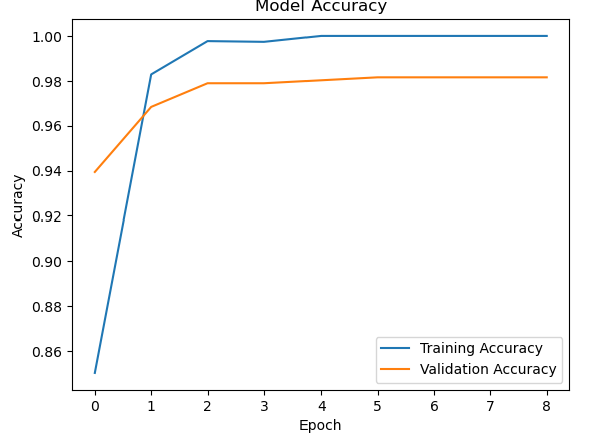 Model Accuracy
1.00
0.98
0.96
0.94
0.92
0.90
0.88
0.86
Accuracy
Training Accuracy
Validation Accuracy
0 1 2 3 4 5 6 7 8
Epoch